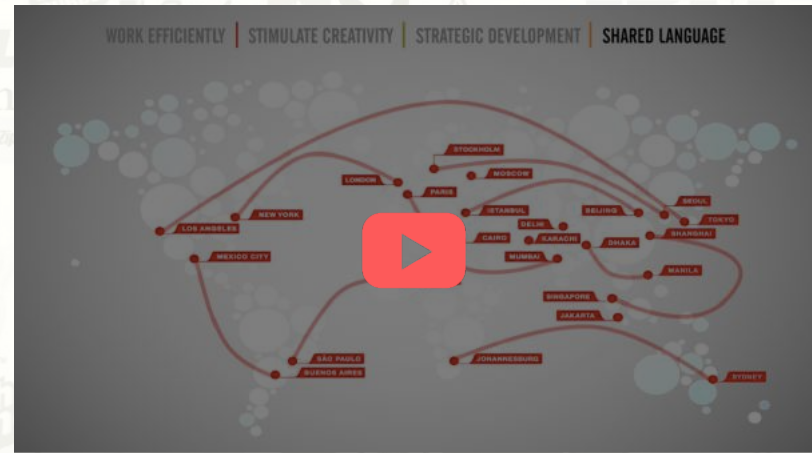 WORK EFFICIENTLY | STIMULATE CREATIVITY | STRATEGIC DEVELOPMENT | SHARED LANGUAGE
STOCKHOLM
MOSCOW
LONDON
PARIS
SEOUL
ISTANBUL
BEIJING
NEW YORK
TOKYO
DELHI
LOS ANGELES
SHANGHAI
CAIRO
KARACHI
DHAKA
MEXICO CITY
MUMBAI
MANILA
SINGAPORE
JAKARTA
SÃO PAULO
JOHANNESBURG
BUENOS AIRES
SYDNEY